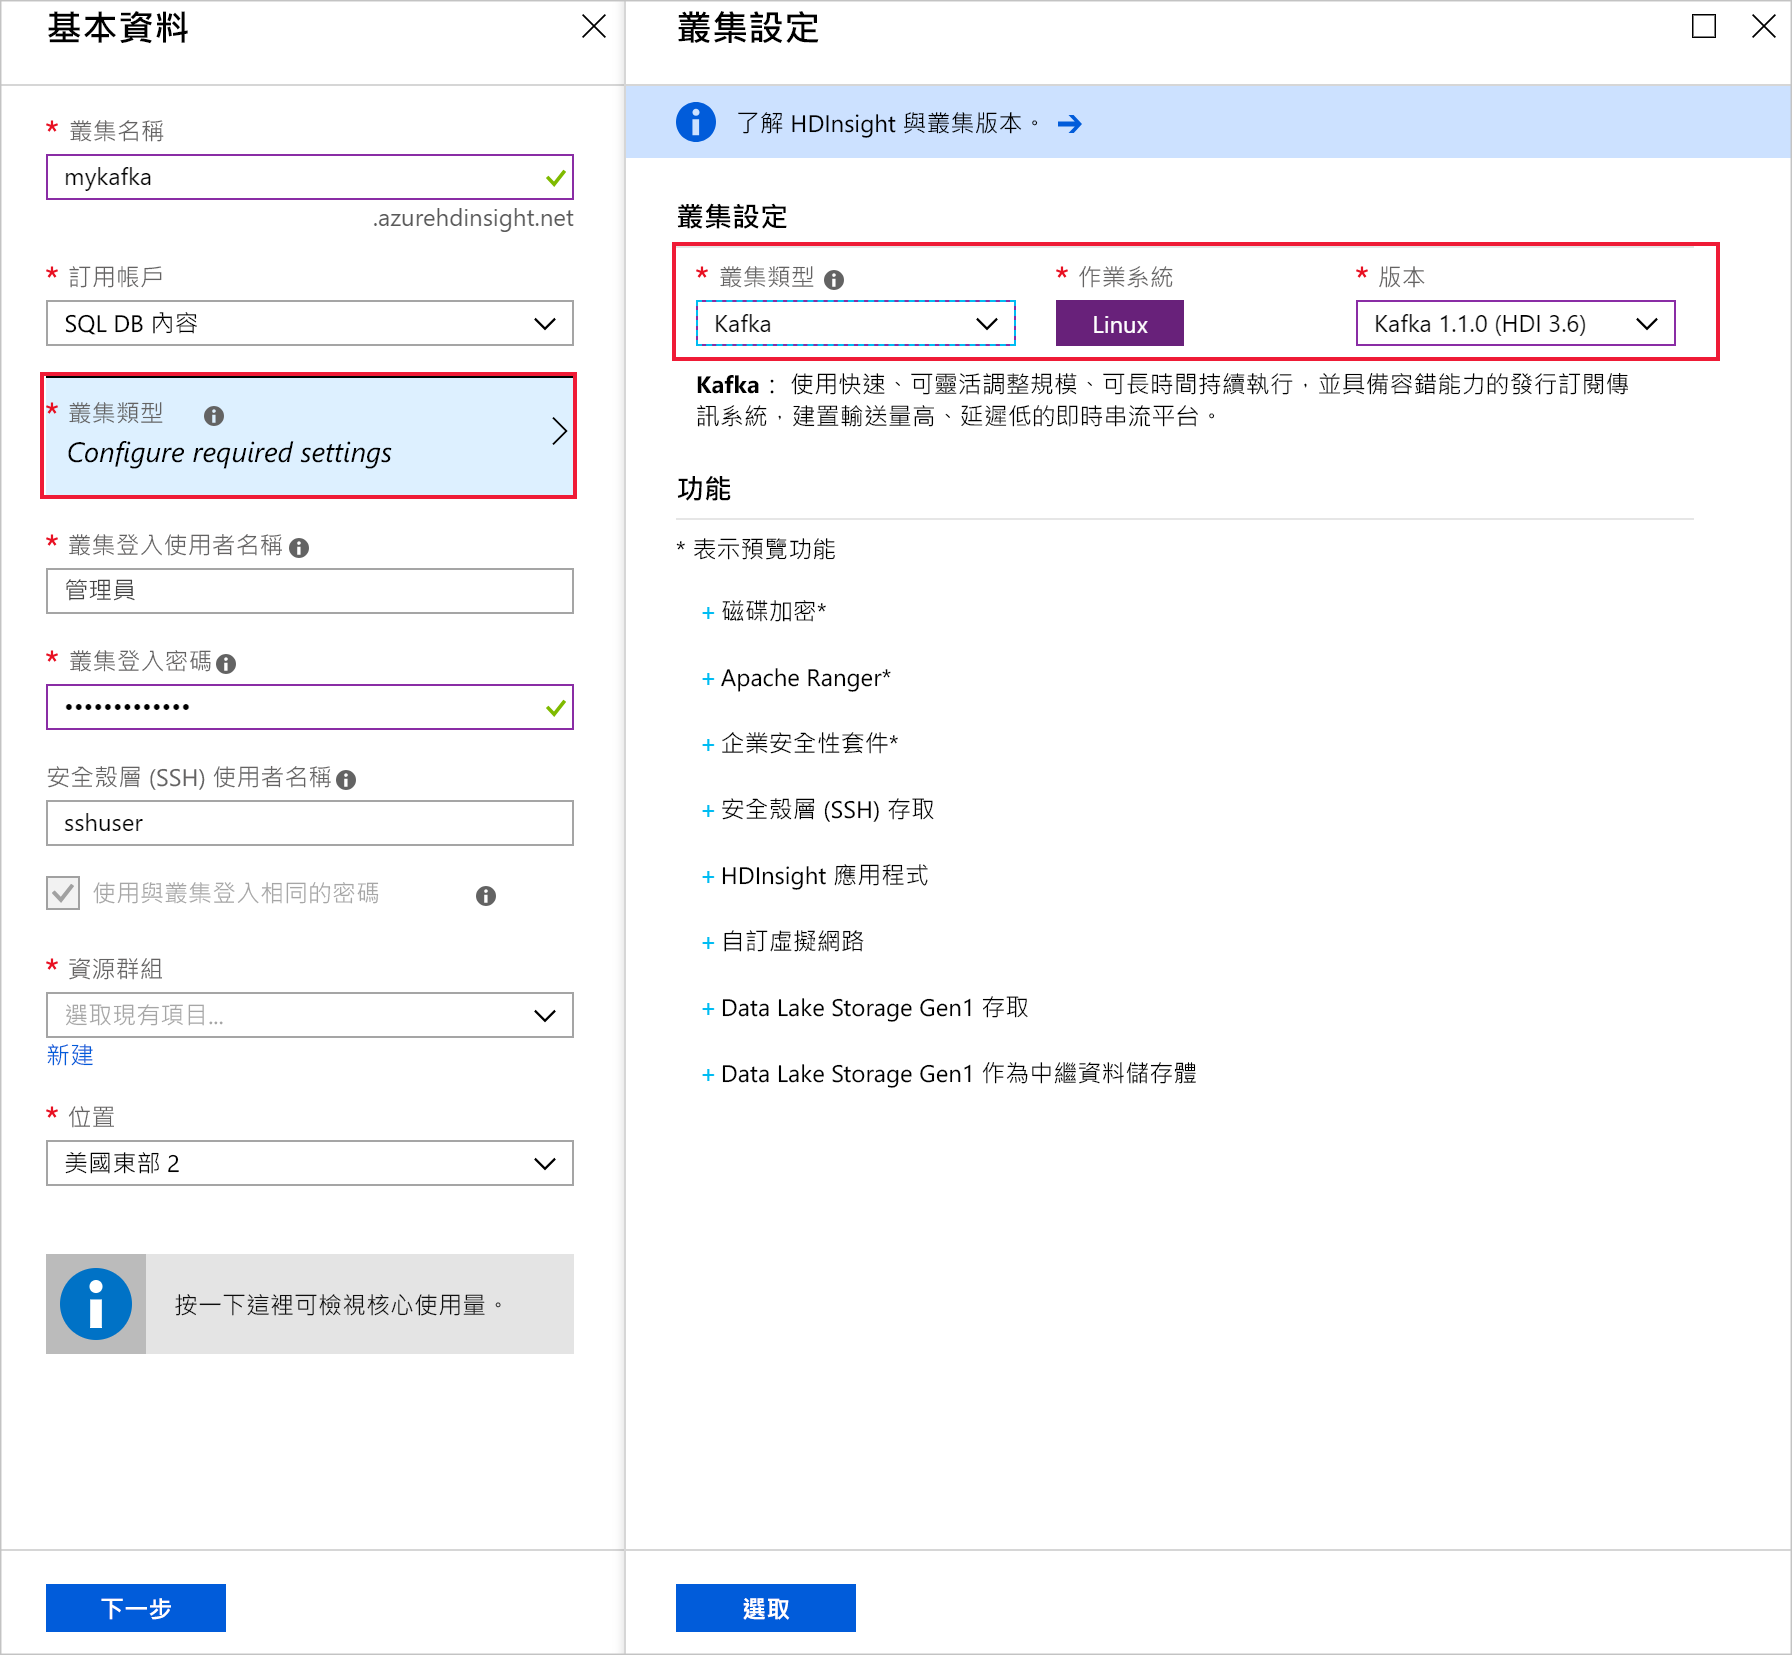 基本資料
* 叢集名稱
mykafka
.azurehdinsight.net
* 訂用帳戶
SQL DB 內容
* 叢集類型
Configure required settings
* 叢集登入使用者名稱
管理員
* 叢集登入密碼
•••••••••••••
安全殼層 (SSH) 使用者名稱
sshuser
使用與叢集登入相同的密碼
* 資源群組
選取現有項目...
新建
* 位置
美國東部 2
按一下這裡可檢視核心使用量。
下一步
叢集設定
了解 HDInsight 與叢集版本。 →
叢集設定
* 叢集類型 * 作業系統 * 版本
Kafka Linux Kafka 1.1.0 (HDI 3.6)
Kafka： 使用快速、可靈活調整規模、可長時間持續執行，並具備容錯能力的發行訂閱傳
訊系統，建置輸送量高、延遲低的即時串流平台。
功能
* 表示預覽功能
+ 磁碟加密*
+ Apache Ranger*
+ 企業安全性套件*
+ 安全殼層 (SSH) 存取
+ HDInsight 應用程式
+ 自訂虛擬網路
+ Data Lake Storage Gen1 存取
+ Data Lake Storage Gen1 作為中繼資料儲存體
選取